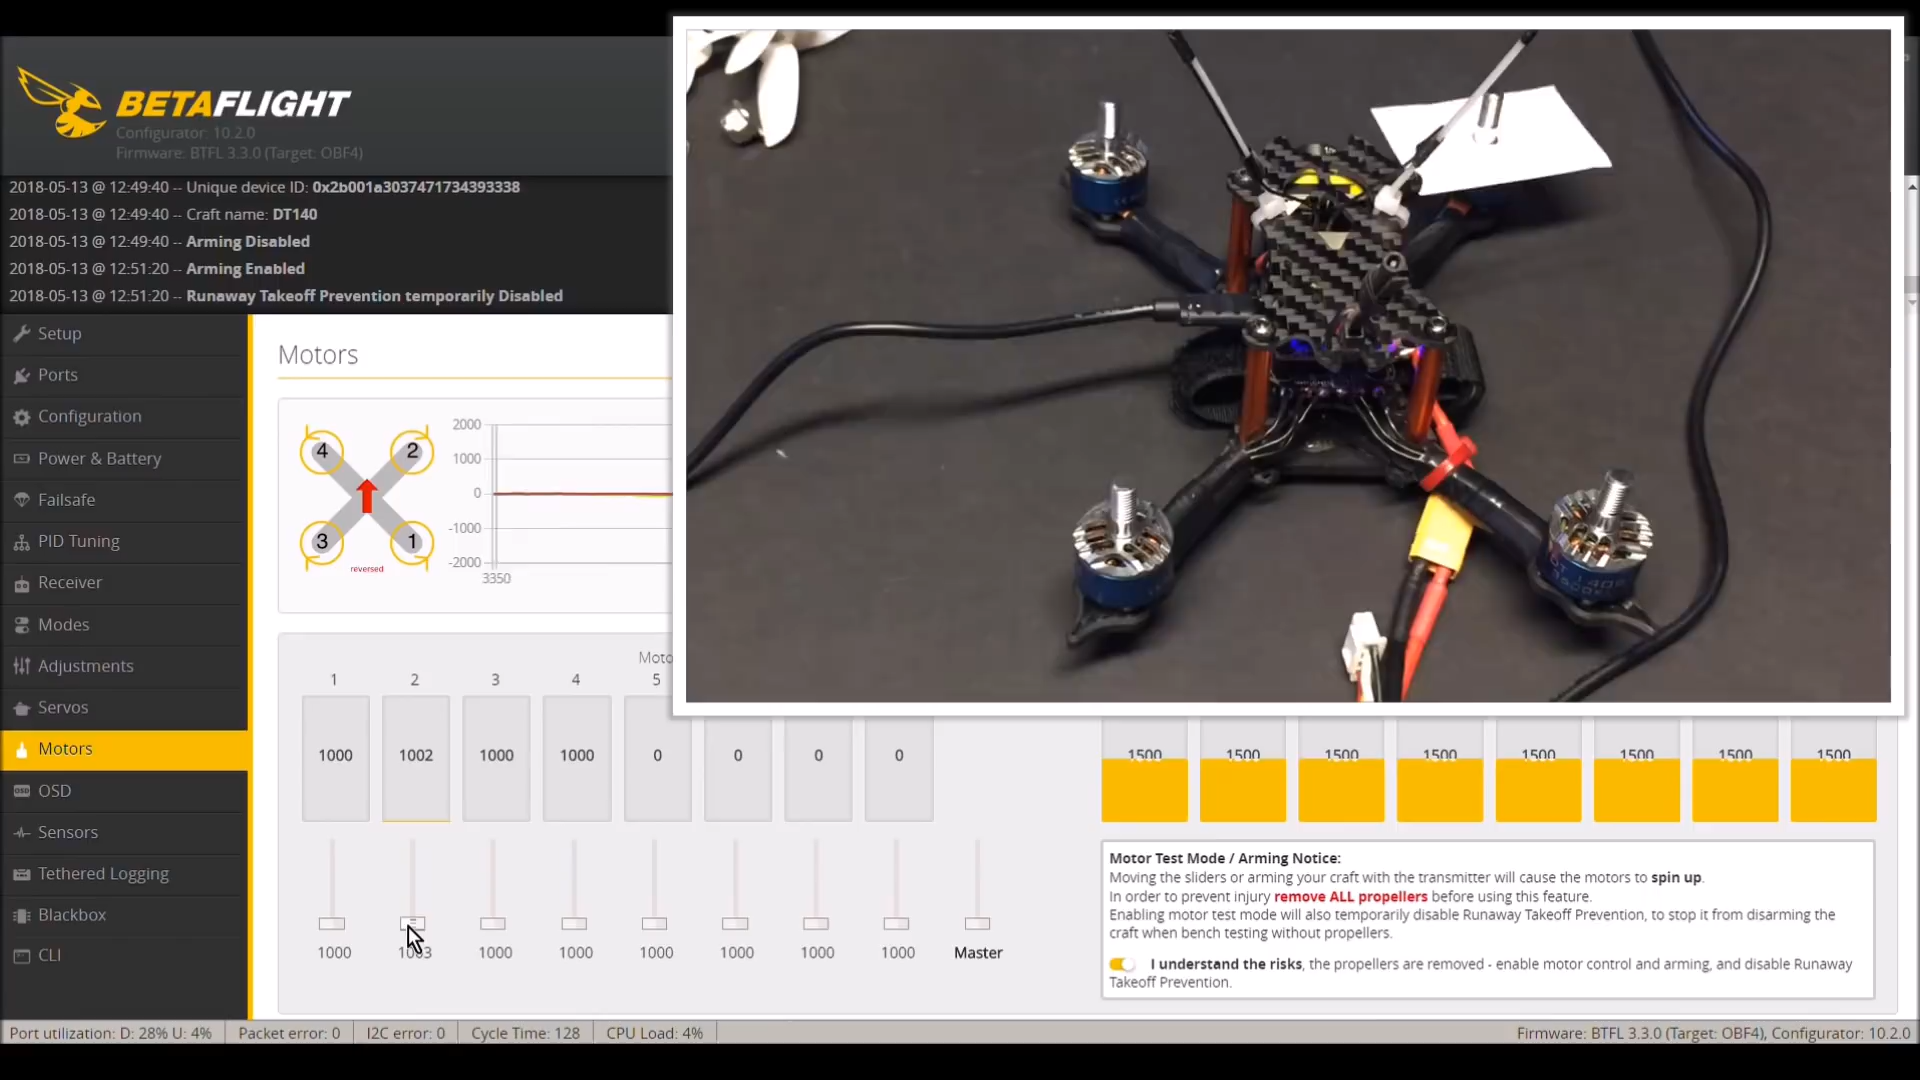 BETAFLIGHT
Configurator: 10.2.0
Firmware: BTFL 3.3.0 (Target: OBF4)
2018-05-13 @ 12:49:40 -- Unique device ID: 0x2b001a3037471734393338
2018-05-13 @ 12:49:40 -- Craft name: DT140
2018-05-13 @ 12:49:40 -- Arming Disabled
2018-05-13 @ 12:51:20 -- Arming Enabled
2018-05-13 @ 12:51:20 -- Runaway Takeoff Prevention temporarily Disabled
Setup
Ports
Configuration
Power & Battery
Failsafe
PID Tuning
Receiver
Modes
Adjustments
Servos
Motors
OSD
Sensors
Tethered Logging
Blackbox
CLI
Motors
4 2
3 1
reversed
2000
1000
0
-1000
-2000
3350
1 2 3 4 5
1000 1002 1000 1000 0 0 0 0
1000 1003 1000 1000 1000 1000 1000 1000 Master
1500 1500 1500 1500 1500 1500 1500 1500
Motor Test Mode / Arming Notice:
Moving the sliders or arming your craft with the transmitter will cause the motors to spin up.
In order to prevent injury remove ALL propellers before using this feature.
Enabling motor test mode will also temporarily disable Runaway Takeoff Prevention, to stop it from disarming the
craft when bench testing without propellers.
I understand the risks, the propellers are removed - enable motor control and arming, and disable Runaway
Takeoff Prevention.
Port utilization: D: 28% U: 4% Packet error: 0 I2C error: 0 Cycle Time: 128 CPU Load: 4% Firmware: BTFL 3.3.0 (Target: OBF4), Configurator: 10.2.0